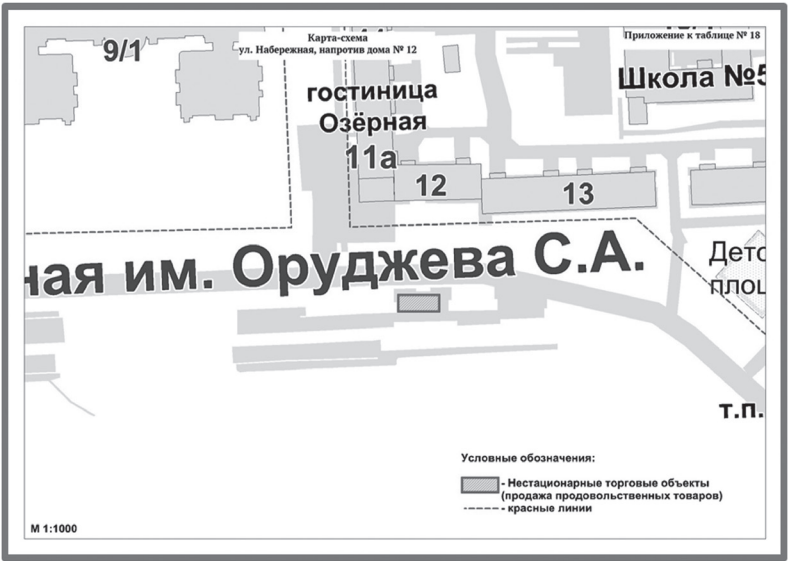 Карта-схема
ул. Набережная, напротив дома № 12
Приложение к таблице № 18
9/1
гостиница
Озёрная
11а
12
13
Школа №5
ная им. Оруджева С.А.
Детс
площ
т.п.
Условные обозначения:
- Нестационарные торговые объекты
(продажа продовольственных товаров)
- красные линии
М 1:1000